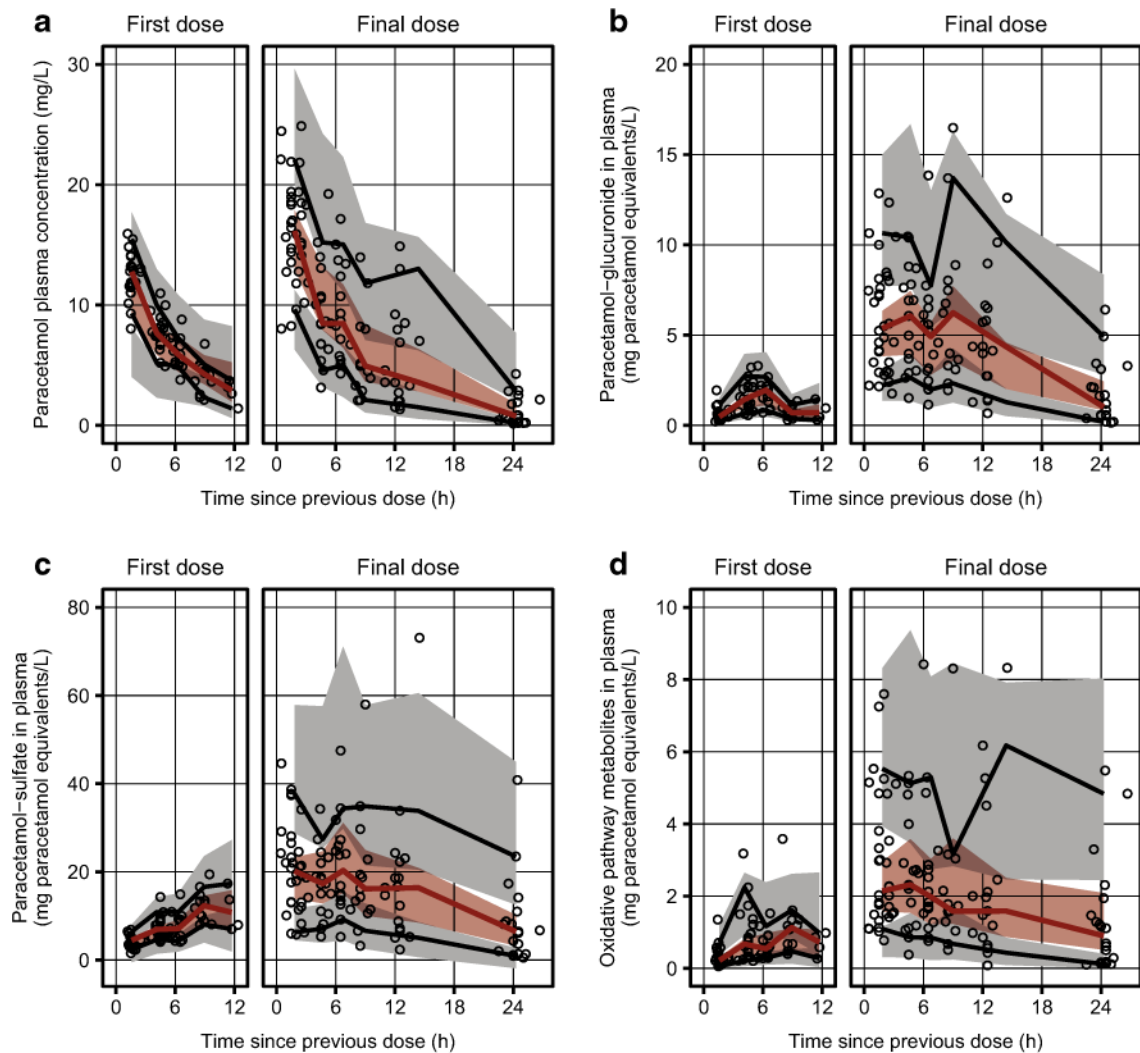 a
First dose
Final dose
Paracetamol plasma concentration (mg/L)
30
20
10
0
0 6 12
0 6 12 18 24
Time since previous dose (h)
b
First dose
Final dose
Paracetamol−glucuronide in plasma
(mg paracetamol equivalents/L)
20
15
10
5
0
0 6 12
0 6 12 18 24
Time since previous dose (h)
c
First dose
Final dose
Paracetamol−sulfate in plasma
(mg paracetamol equivalents/L)
80
60
40
20
0
0 6 12
0 6 12 18 24
Time since previous dose (h)
d
First dose
Final dose
Oxidative pathway metabolites in plasma
(mg paracetamol equivalents/L)
10
8
6
4
2
0
0 6 12
0 6 12 18 24
Time since previous dose (h)